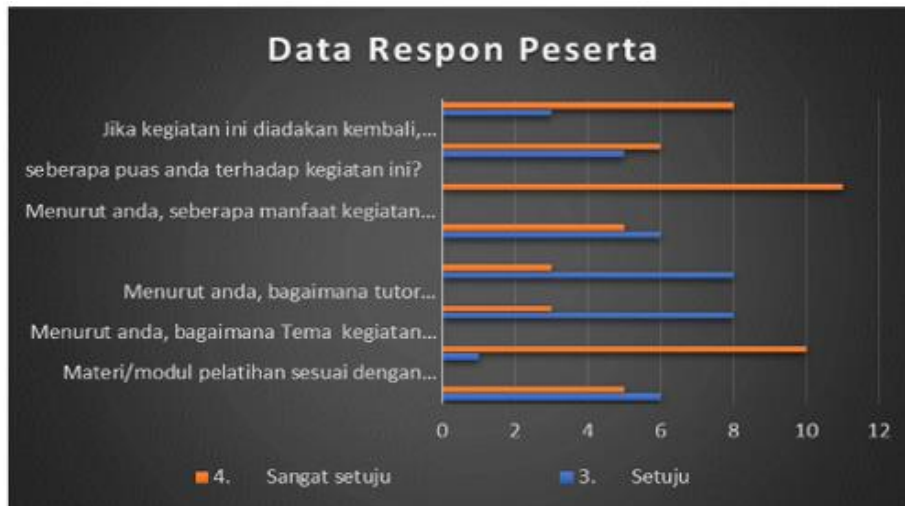 Data Respon Peserta
Jika kegiatan ini diadakan kembali,...
seberapa puas anda terhadap kegiatan ini?
Menurut anda, seberapa manfaat kegiatan...
Menurut anda, bagaimana tutor...
Menurut anda, bagaimana Tema kegiatan...
Materi/modul pelatihan sesuai dengan...
0 2 4 6 8 10 12
4. Sangat setuju 3. Setuju